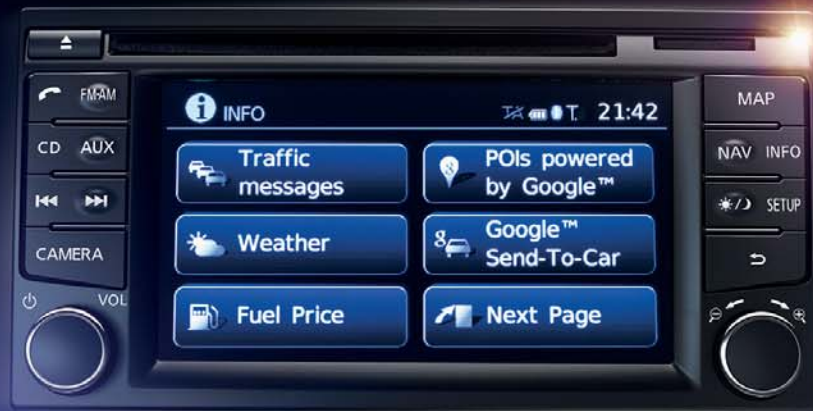 INFO
21:42
Traffic
messages
POIs powered
by Google™
Weather
Google™
Send-To-Car
Fuel Price
Next Page
FM·AM
CD AUX
CAMERA
VOL
MAP
NAV INFO
SETUP